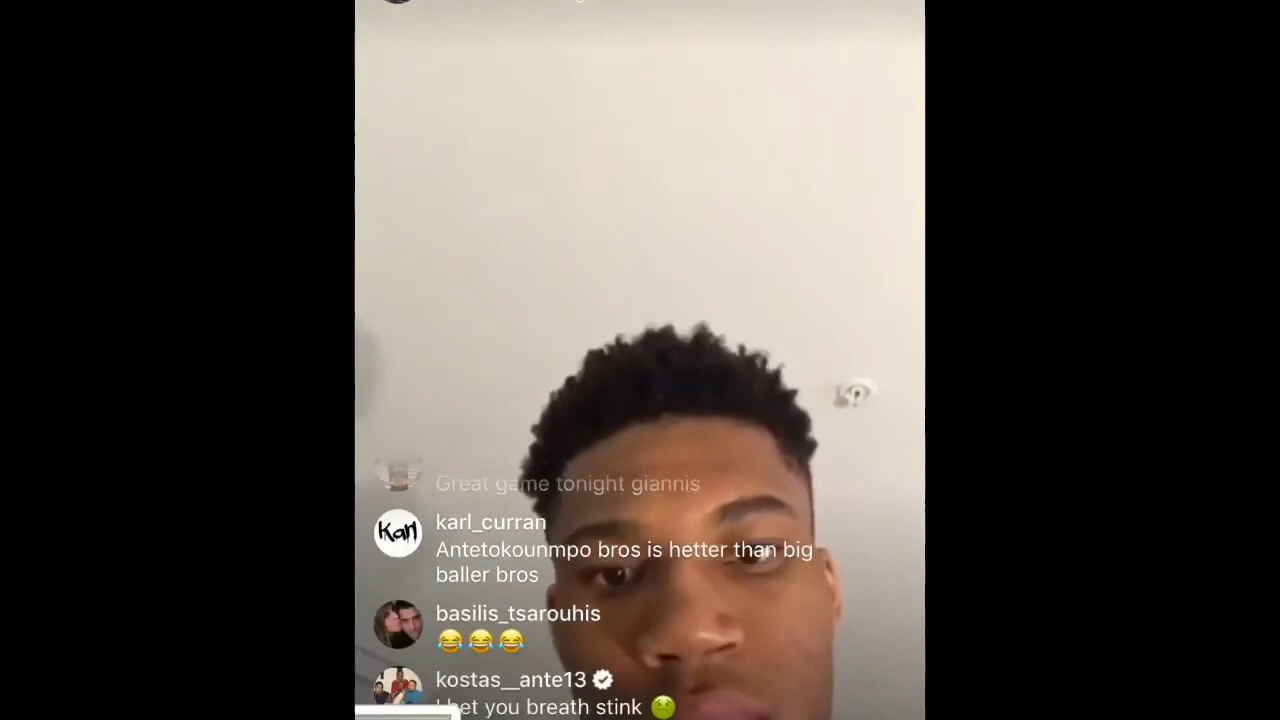 Great game tonight giannis
karl_curran
Antetokounmpo bros is hetter than big
baller bros
basilis_tsarouhis
😂😂😂
kostas__ante13
I bet you breath stink 🤢